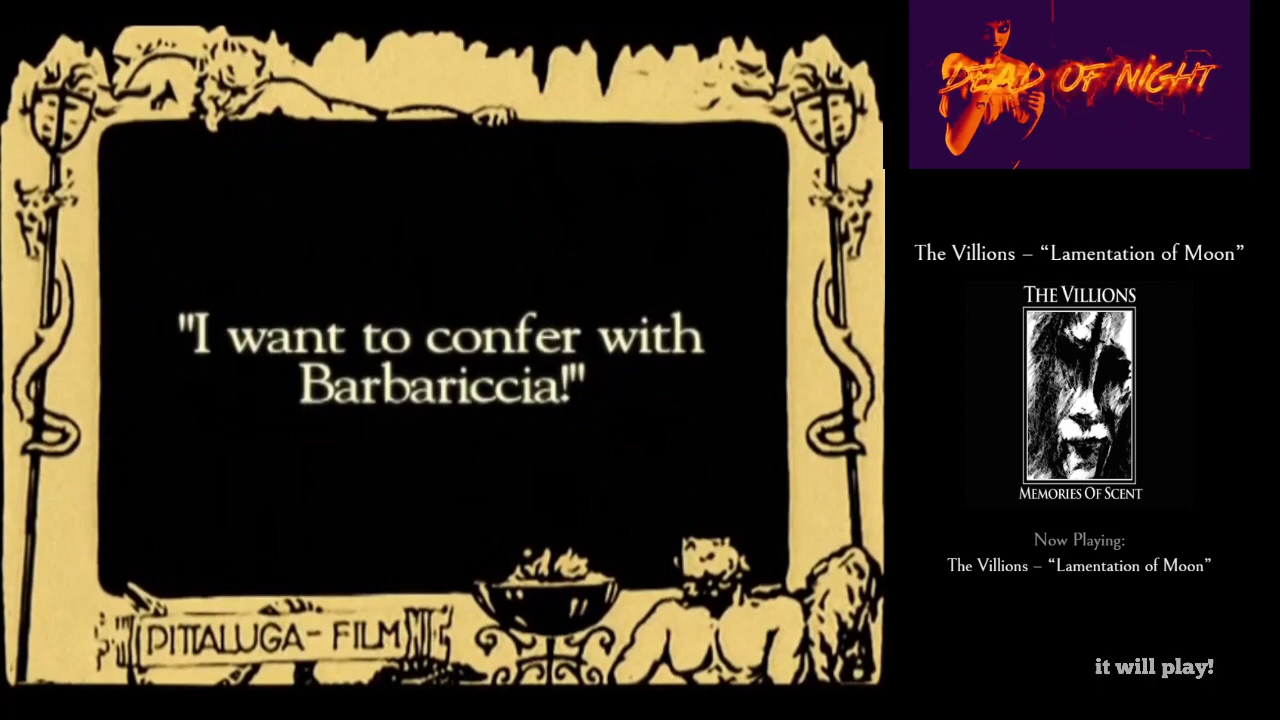 "I want to confer with
Barbariccia!"
PITTALUGA - FILM
DEAD OF NIGHT
The Villions – “Lamentation of Moon”
THE VILLIONS
MEMORIES OF SCENT
Now Playing:
The Villions – “Lamentation of Moon”
it will play!